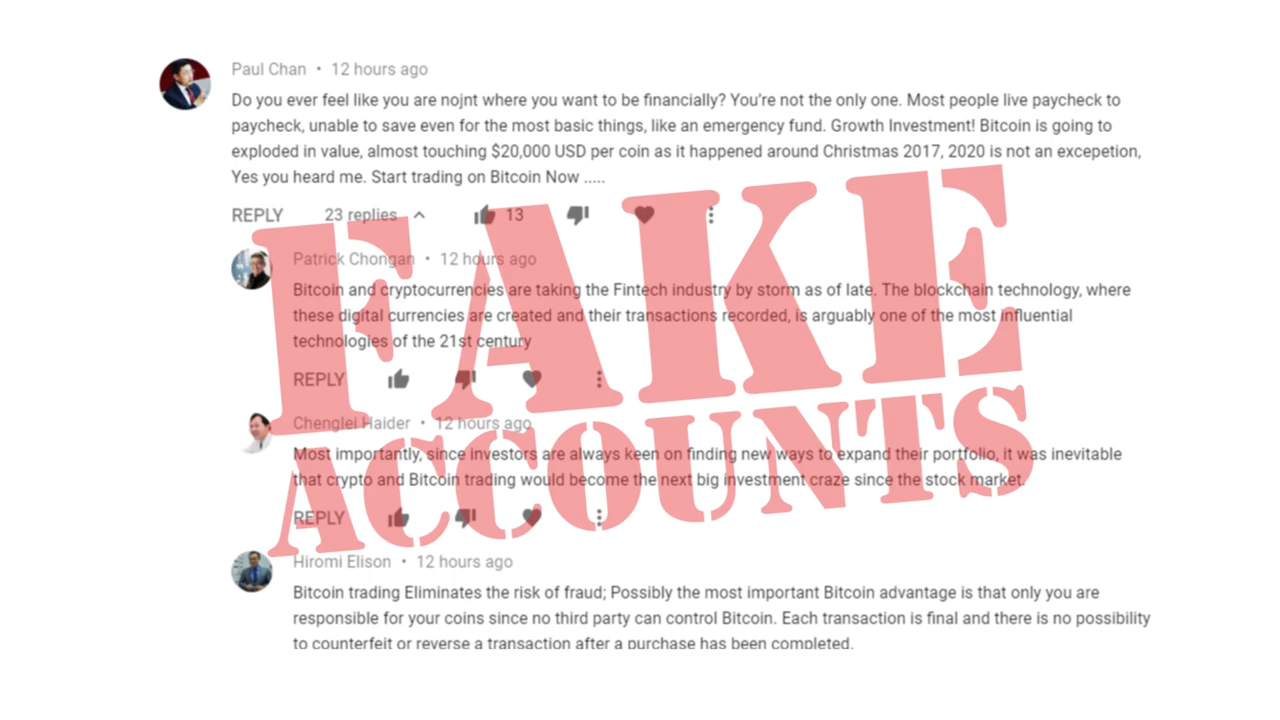 Paul Chan • 12 hours ago
Do you ever feel like you are nojnt where you want to be financially? You're not the only one. Most people live paycheck to
paycheck, unable to save even for the most basic things, like an emergency fund. Growth Investment! Bitcoin is going to
exploded in value, almost touching $20,000 USD per coin as it happened around Christmas 2017, 2020 is not an excepetion,
Yes you heard me. Start trading on Bitcoin Now .....
REPLY 23 replies 13
Patrick Chongan • 12 hours ago
Bitcoin and cryptocurrencies are taking the Fintech industry by storm as of late. The blockchain technology, where
these digital currencies are created and their transactions recorded, is arguably one of the most influential
technologies of the 21st century
REPLY
Chenglei Haider • 12 hours ago
Most importantly, since investors are always keen on finding new ways to expand their portfolio, it was inevitable
that crypto and Bitcoin trading would become the next big investment craze since the stock market.
REPLY
Hiromi Elison • 12 hours ago
Bitcoin trading Eliminates the risk of fraud; Possibly the most important Bitcoin advantage is that only you are
responsible for your coins since no third party can control Bitcoin. Each transaction is final and there is no possibility
to counterfeit or reverse a transaction after a purchase has been completed.
FAKE
ACCOUNTS